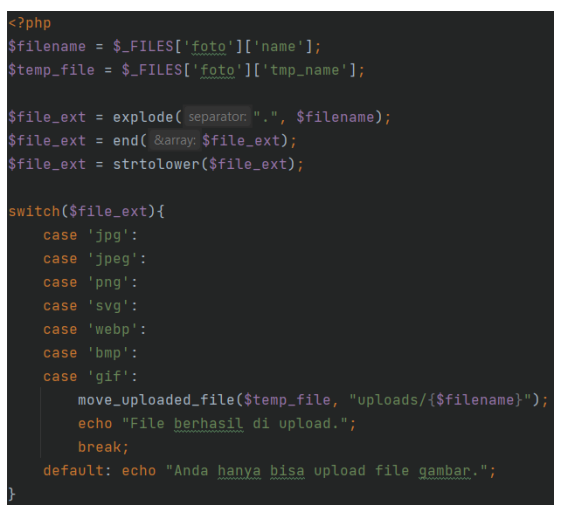 <?php
$filename = $_FILES['foto']['name'];
$temp_file = $_FILES['foto']['tmp_name'];
$file_ext = explode( separator: ".", $filename);
$file_ext = end( &array: $file_ext);
$file_ext = strtolower($file_ext);
switch($file_ext){
case 'jpg':
case 'jpeg':
case 'png':
case 'svg':
case 'webp':
case 'bmp':
case 'gif':
move_uploaded_file($temp_file, "uploads/{$filename}");
echo "File berhasil di upload.";
break;
default: echo "Anda hanya bisa upload file gambar.";
}